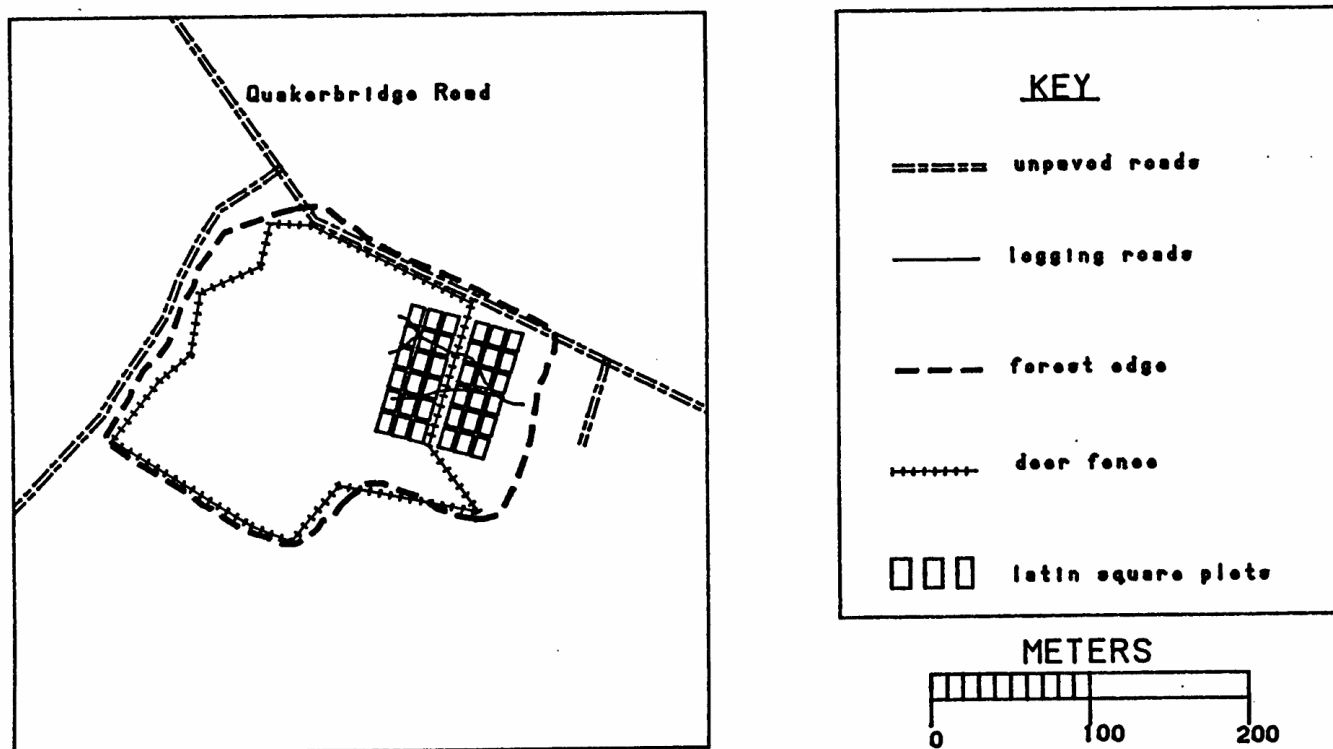 Quakerbridge Road
KEY
unpaved roads
logging roads
forest edge
deer fence
latin square plots
METERS
0 100 200